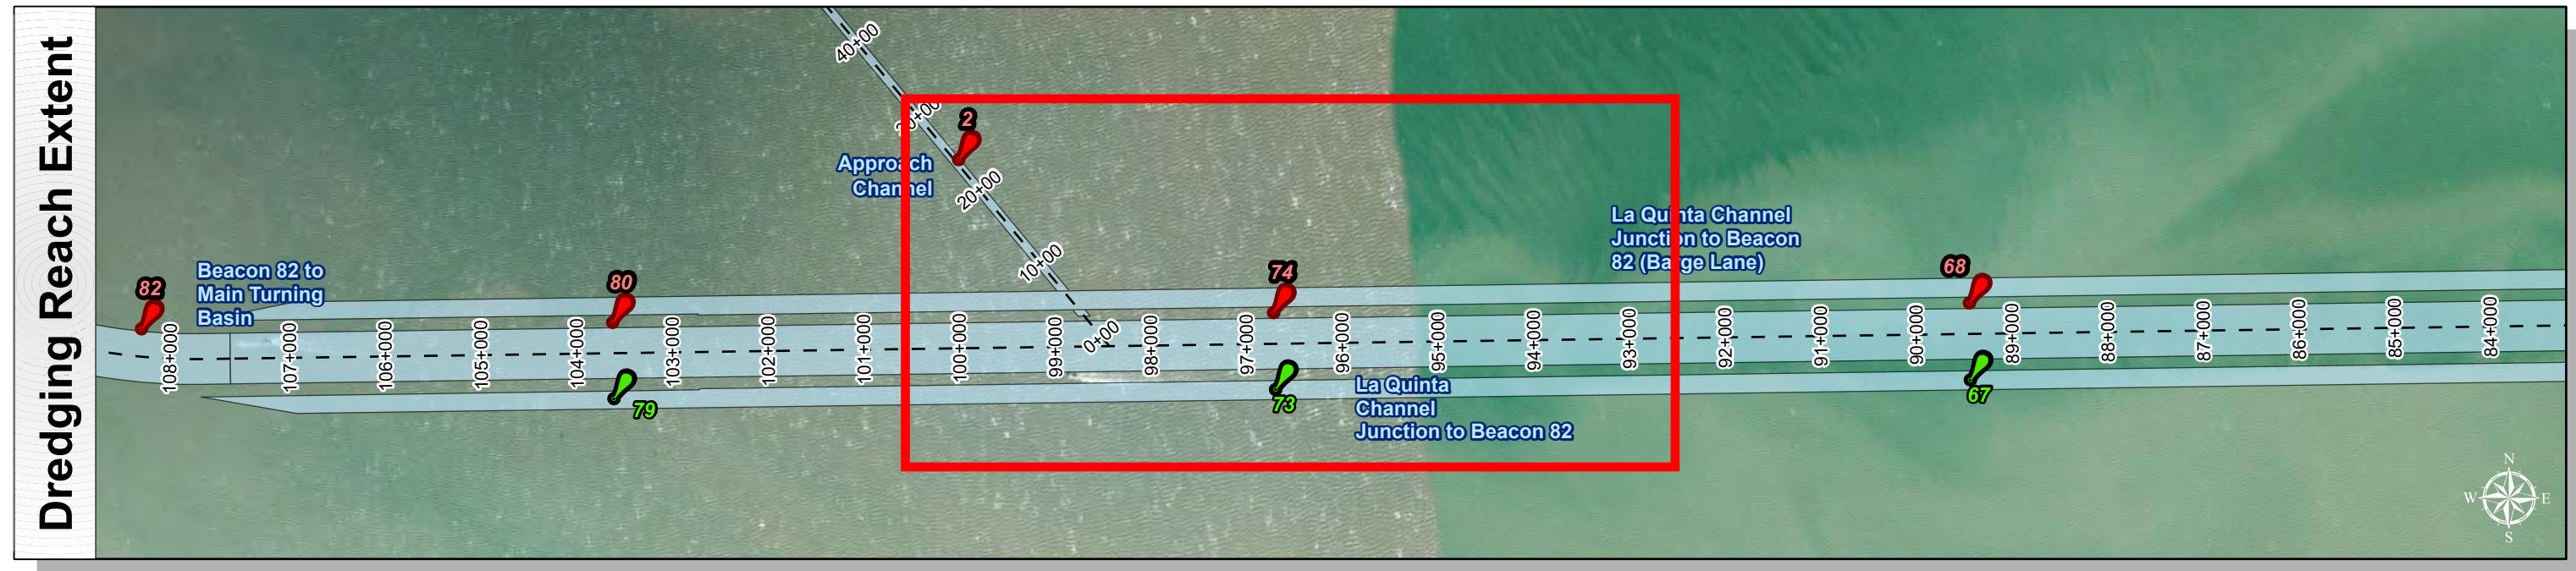 Dredging Reach Extent
40+00
30+00
2
Approach
Channel
20+00
10+00
0+00
La Quinta Channel
Junction to Beacon
82 (Barge Lane)
Beacon 82 to
Main Turning
Basin
82
80
74
68
108+000
107+000
106+000
105+000
104+000
103+000
102+000
101+000
100+000
99+000
98+000
97+000
96+000
95+000
94+000
93+000
92+000
91+000
90+000
89+000
88+000
87+000
86+000
85+000
84+000
79
73
67
La Quinta
Channel
Junction to Beacon 82
N
W E
S